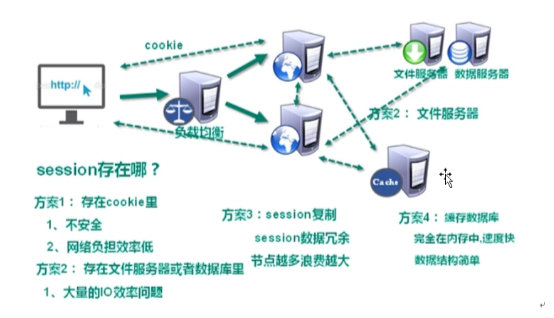 cookie
http://
负载均衡
文件服务器 数据服务器
方案2： 文件服务器
Cache
session存在哪？
方案1： 存在cookie里
1、不安全
2、网络负担效率低
方案2： 存在文件服务器或者数据库里
1、大量的IO效率问题
方案3：session复制
session数据冗余
节点越多浪费越大
方案4： 缓存数据库
完全在内存中,速度快
数据结构简单